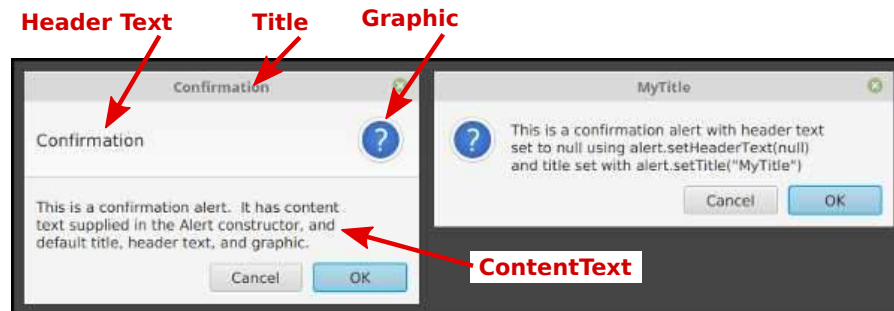 Header Text Title Graphic
Confirmation
Confirmation
This is a confirmation alert. It has content
text supplied in the Alert constructor, and
default title, header text, and graphic.
Cancel OK
ContentText
MyTitle
This is a confirmation alert with header text
set to null using alert.setHeaderText(null)
and title set with alert.setTitle("MyTitle")
Cancel OK